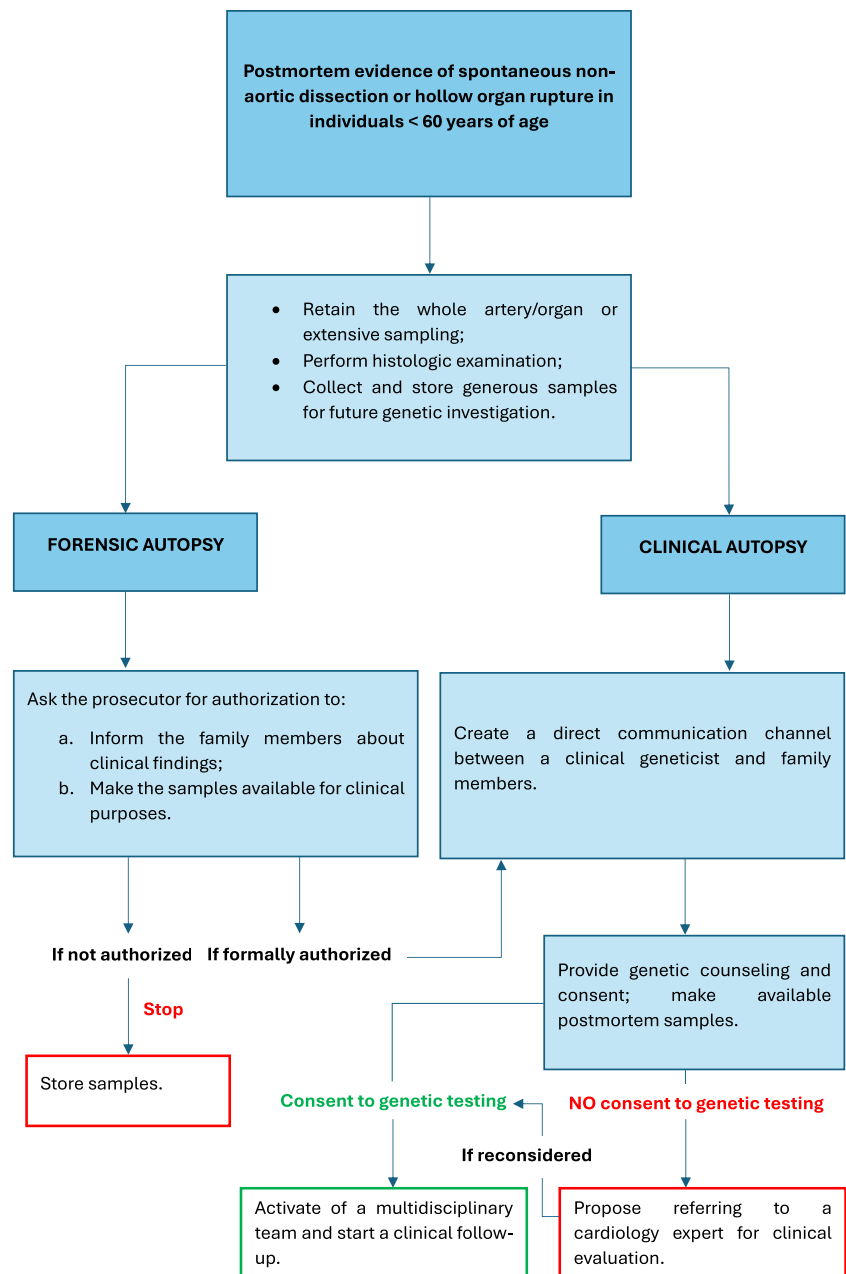 Postmortem evidence of spontaneous non-
aortic dissection or hollow organ rupture in
individuals < 60 years of age
• Retain the whole artery/organ or
extensive sampling;
• Perform histologic examination;
• Collect and store generous samples
for future genetic investigation.
FORENSIC AUTOPSY
CLINICAL AUTOPSY
Ask the prosecutor for authorization to:
a. Inform the family members about
clinical findings;
b. Make the samples available for clinical
purposes.
Create a direct communication channel
between a clinical geneticist and family
members.
If not authorized
If formally authorized
Stop
Store samples.
Provide genetic counseling and
consent; make available
postmortem samples.
Consent to genetic testing
NO consent to genetic testing
If reconsidered
Activate of a multidisciplinary
team and start a clinical follow-
up.
Propose referring to a
cardiology expert for clinical
evaluation.